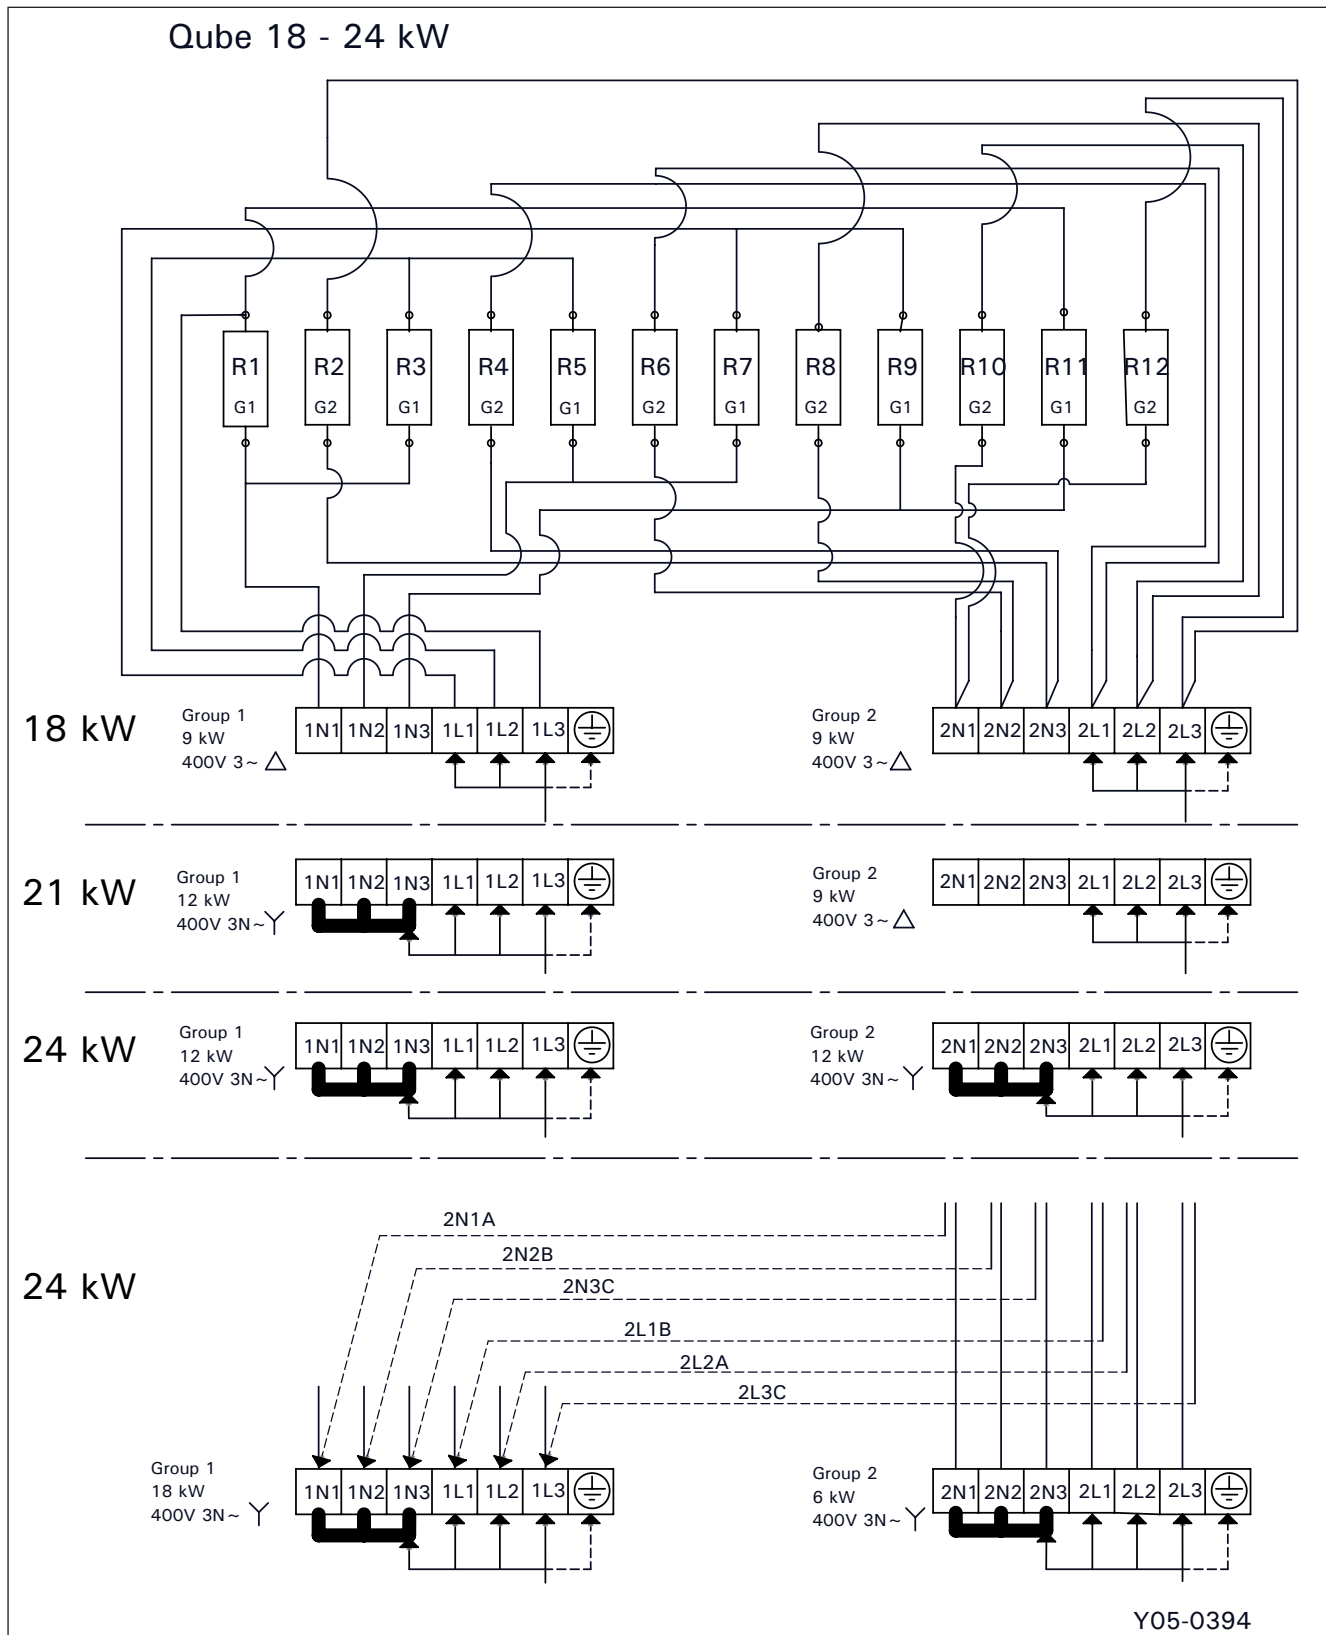 Qube 18 - 24 kW
R1 R2 R3 R4 R5 R6 R7 R8 R9 R10 R11 R12
G1 G2 G1 G2 G1 G2 G1 G2 G1 G2 G1 G2
18 kW
Group 1
9 kW
400V 3~ △
1N1 1N2 1N3 1L1 1L2 1L3
Group 2
9 kW
400V 3~ △
2N1 2N2 2N3 2L1 2L2 2L3
21 kW
Group 1
12 kW
400V 3N~
1N1 1N2 1N3 1L1 1L2 1L3
Group 2
9 kW
400V 3~ △
2N1 2N2 2N3 2L1 2L2 2L3
24 kW
Group 1
12 kW
400V 3N~
1N1 1N2 1N3 1L1 1L2 1L3
Group 2
12 kW
400V 3N~
2N1 2N2 2N3 2L1 2L2 2L3
24 kW
2N1A
2N2B
2N3C
2L1B
2L2A
2L3C
Group 1
18 kW
400V 3N~
1N1 1N2 1N3 1L1 1L2 1L3
Group 2
6 kW
400V 3N~
2N1 2N2 2N3 2L1 2L2 2L3
Y05-0394